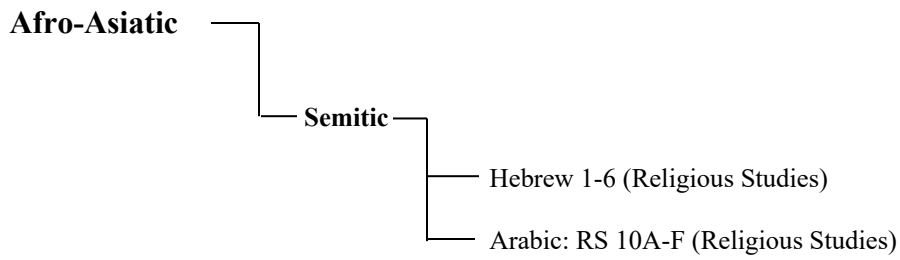 Afro-Asiatic
Semitic
Hebrew 1-6 (Religious Studies)
Arabic: RS 10A-F (Religious Studies)